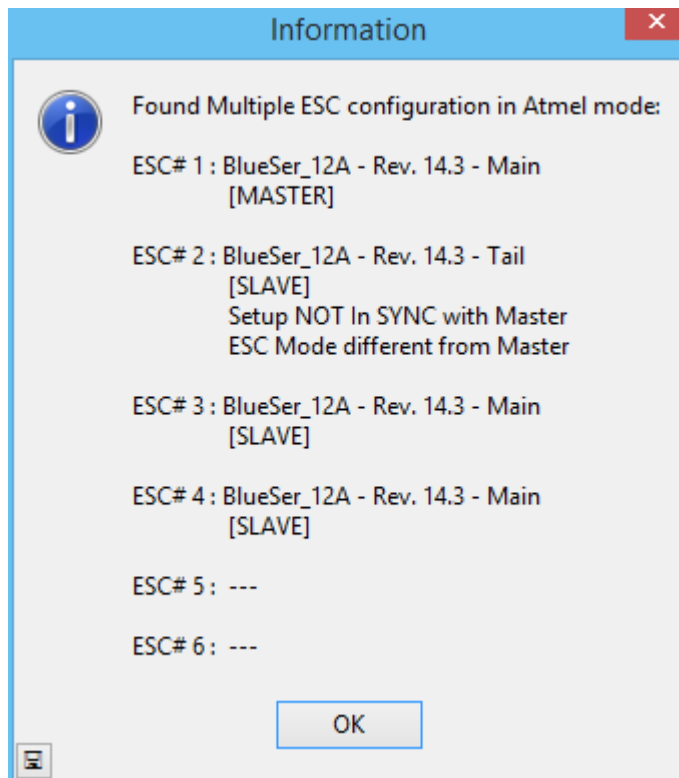 Information
Found Multiple ESC configuration in Atmel mode:
ESC# 1 : BlueSer_12A - Rev. 14.3 - Main
[MASTER]
ESC# 2 : BlueSer_12A - Rev. 14.3 - Tail
[SLAVE]
Setup NOT In SYNC with Master
ESC Mode different from Master
ESC# 3 : BlueSer_12A - Rev. 14.3 - Main
[SLAVE]
ESC# 4 : BlueSer_12A - Rev. 14.3 - Main
[SLAVE]
ESC# 5 : ---
ESC# 6 : ---
OK